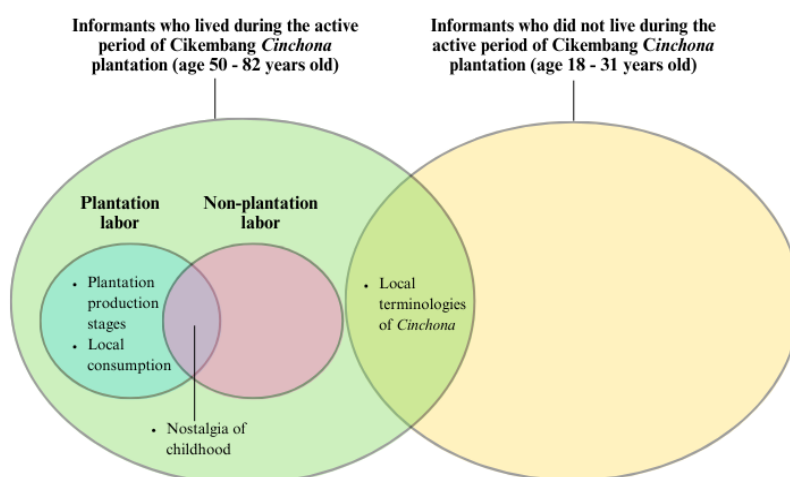 Informants who lived during the active
period of Cikembang Cinchona
plantation (age 50 - 82 years old)
Informants who did not live during the
active period of Cikembang Cinchona
plantation (age 18 - 31 years old)
Plantation
labor
Non-plantation
labor
• Plantation
production
stages
• Local
consumption
• Nostalgia of
childhood
• Local
terminologies
of Cinchona